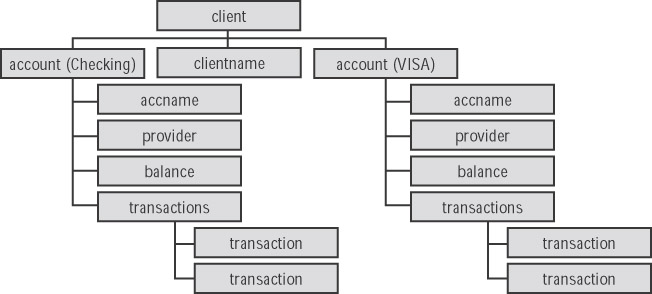 client
account (Checking)
clientname
account (VISA)
accname
provider
balance
transactions
transaction
transaction
accname
provider
balance
transactions
transaction
transaction